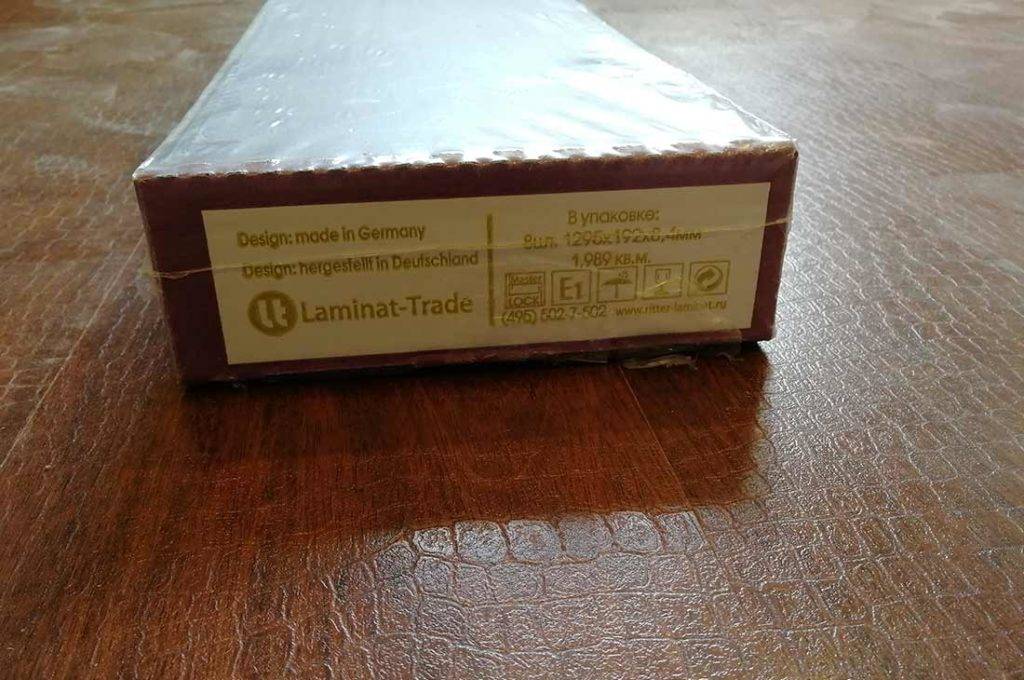 Design: made in Germany
Design: hergestellt in Deutschland
Laminat-Trade
В упаковке:
8шт. 1295х192х8,4мм
1,989 кв.м.
Master
LOCK
E1
(495) 502-7-502 www.ritter-laminat.ru